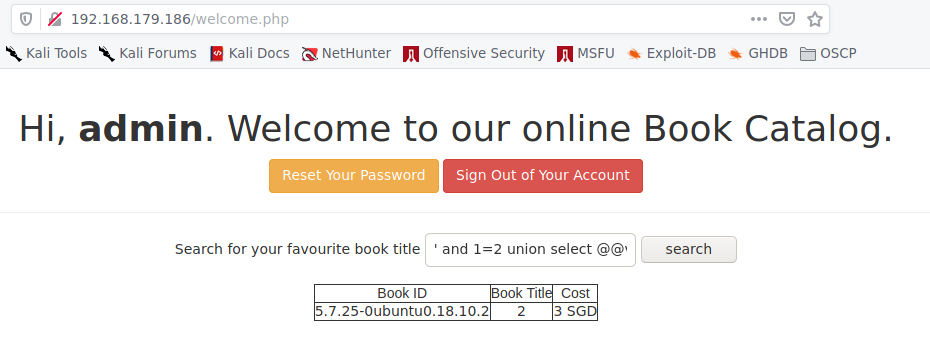 192.168.179.186/welcome.php
Kali Tools Kali Forums Kali Docs NetHunter Offensive Security MSFU Exploit-DB GHDB OSCP
Hi, admin. Welcome to our online Book Catalog.
Reset Your Password Sign Out of Your Account
Search for your favourite book title ' and 1=2 union select @@ search
Book ID Book Title Cost
5.7.25-0ubuntu0.18.10.2 2 3 SGD